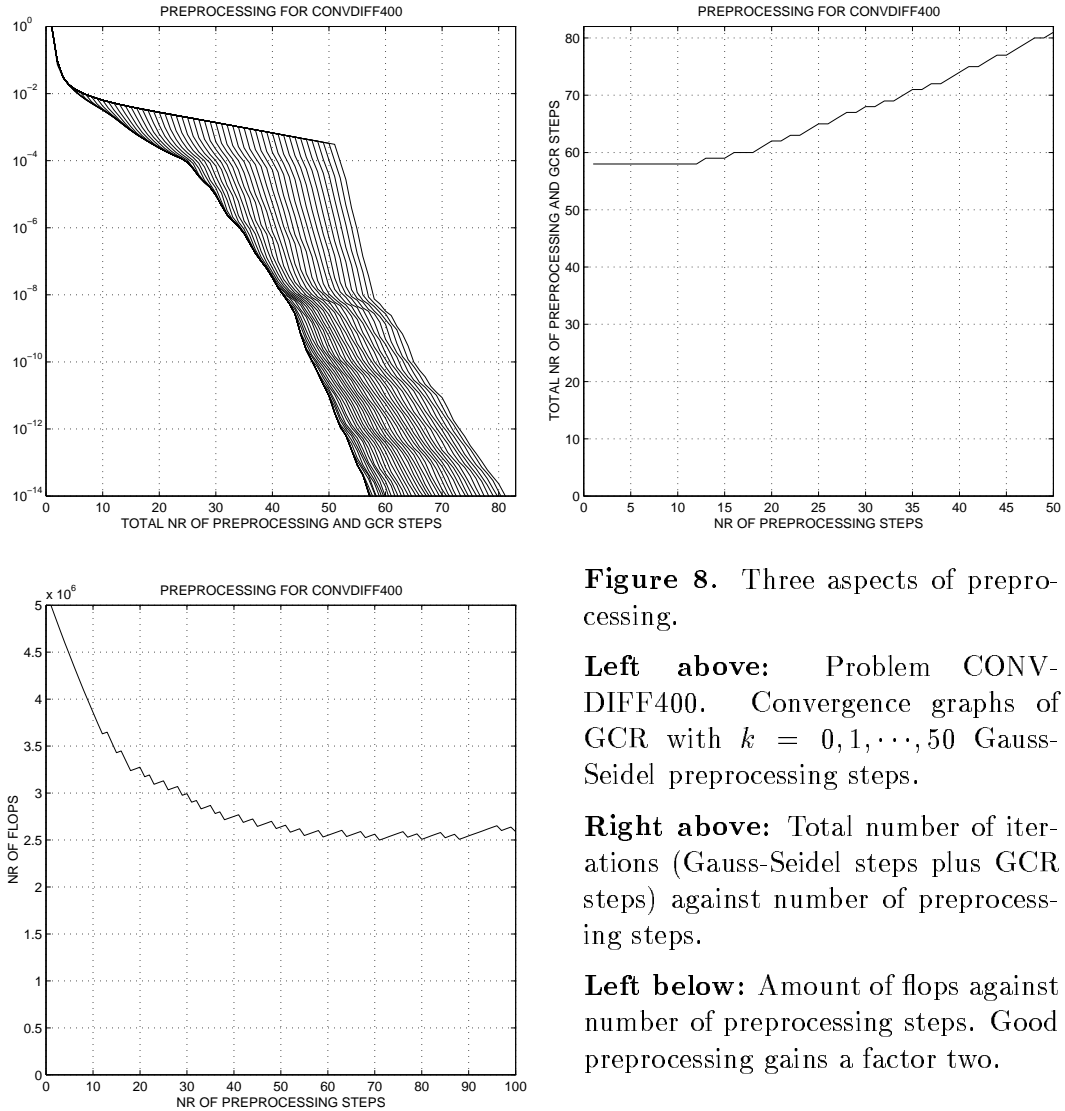 PREPROCESSING FOR CONVDIFF400
10^0
10^−2
10^−4
10^−6
10^−8
10^−10
10^−12
10^−14
0 10 20 30 40 50 60 70 80
TOTAL NR OF PREPROCESSING AND GCR STEPS
PREPROCESSING FOR CONVDIFF400
TOTAL NR OF PREPROCESSING AND GCR STEPS
80
70
60
50
40
30
20
10
0
0 5 10 15 20 25 30 35 40 45 50
NR OF PREPROCESSING STEPS
PREPROCESSING FOR CONVDIFF400
x 10^6
NR OF FLOPS
5
4.5
4
3.5
3
2.5
2
1.5
1
0.5
0
0 10 20 30 40 50 60 70 80 90 100
NR OF PREPROCESSING STEPS
Figure 8. Three aspects of prepro-
cessing.
Left above: Problem CONV-
DIFF400. Convergence graphs of
GCR with k = 0, 1, ···, 50 Gauss-
Seidel preprocessing steps.
Right above: Total number of iter-
ations (Gauss-Seidel steps plus GCR
steps) against number of preprocess-
ing steps.
Left below: Amount of flops against
number of preprocessing steps. Good
preprocessing gains a factor two.